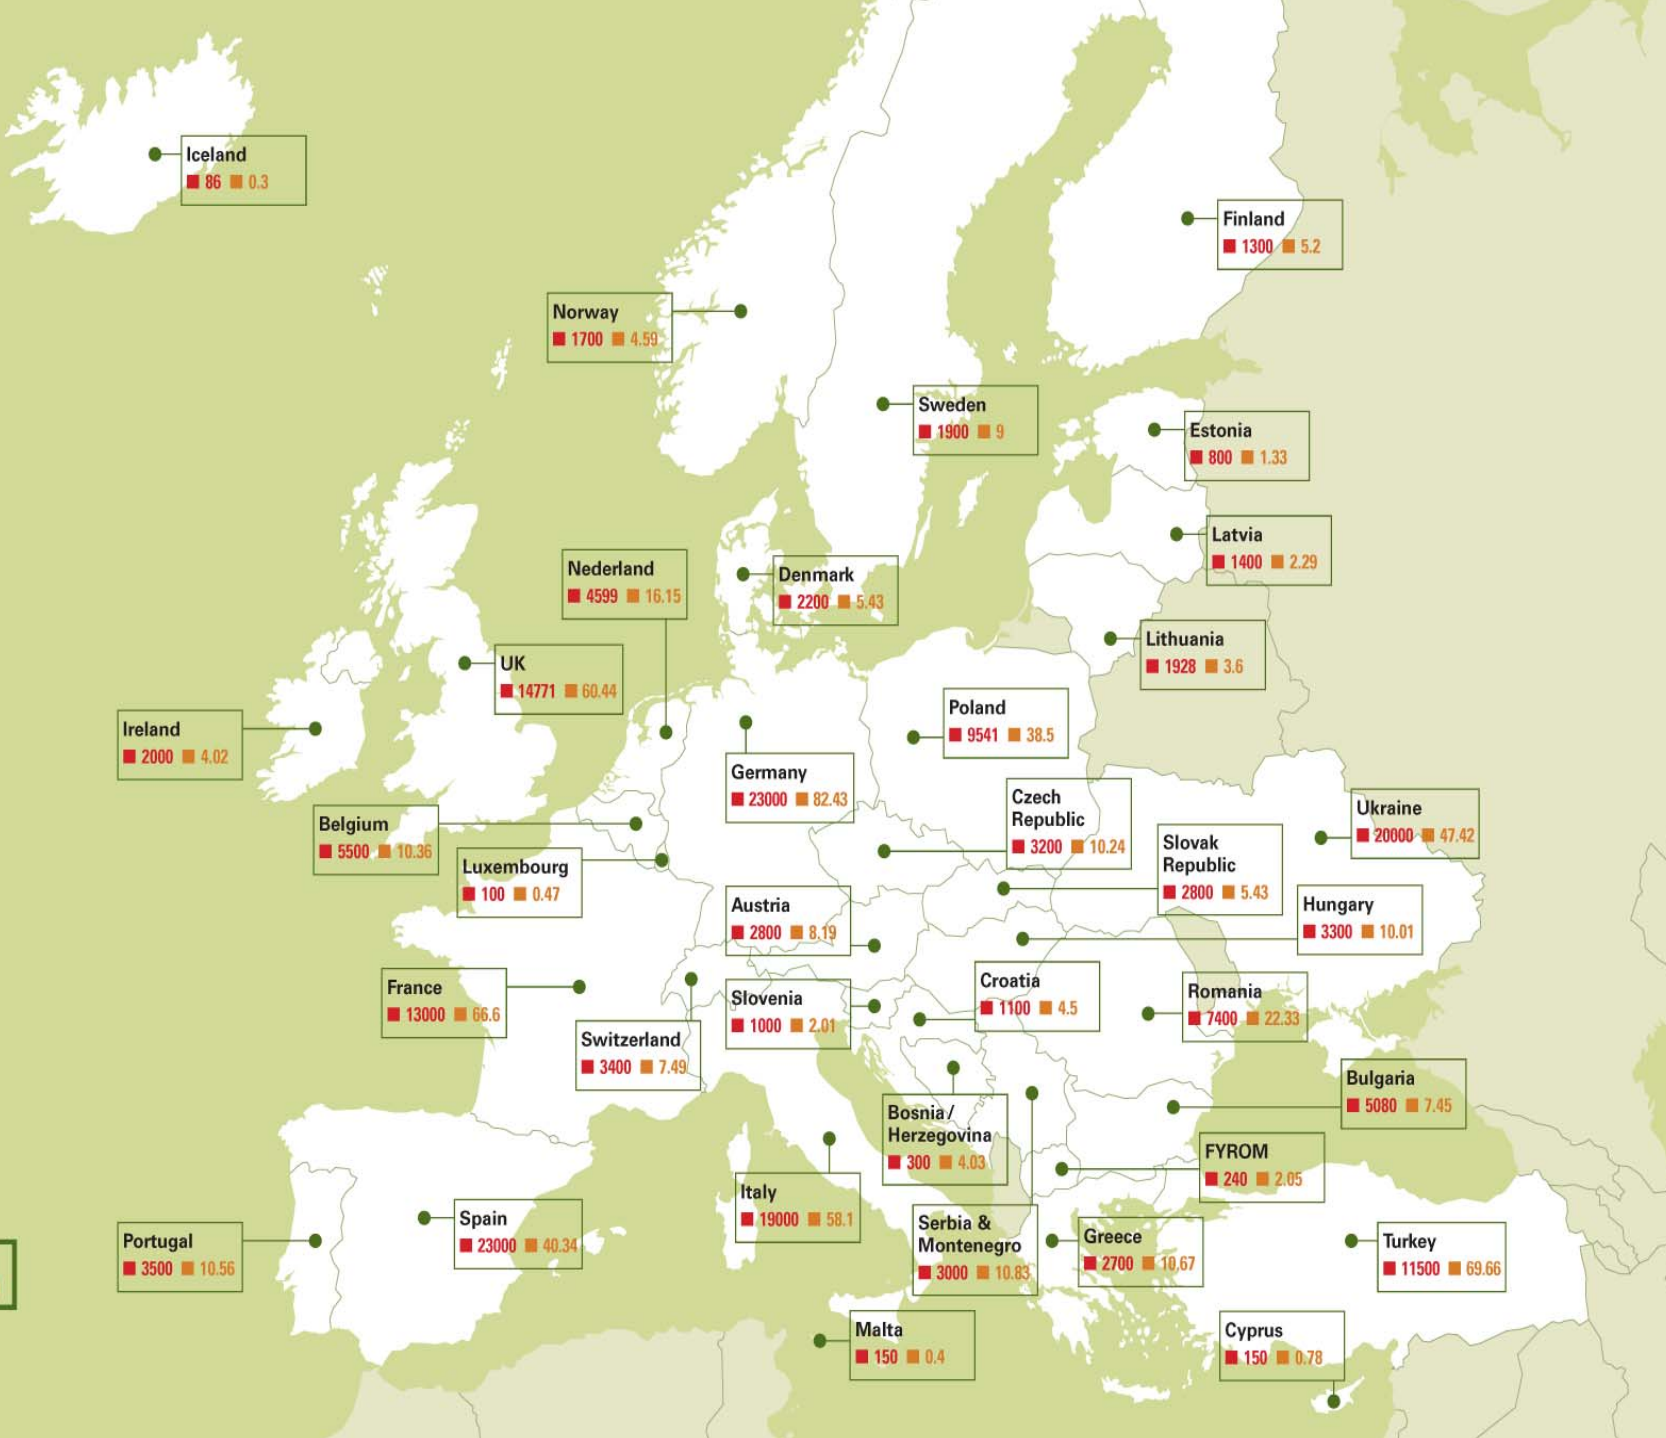 Iceland
86 0.3
Finland
1300 5.2
Norway
1700 4.59
Sweden
1900 9
Estonia
800 1.33
Latvia
1400 2.29
Nederland
4599 16.15
Denmark
2200 5.43
Lithuania
1928 3.6
UK
14771 60.44
Poland
9541 38.5
Ireland
2000 4.02
Germany
23000 82.43
Czech
Republic
3200 10.24
Ukraine
20000 47.42
Belgium
5500 10.36
Slovak
Republic
2800 5.43
Luxembourg
100 0.47
Austria
2800 8.19
Hungary
3300 10.01
France
13000 66.6
Slovenia
1000 2.01
Croatia
1100 4.5
Romania
7400 22.33
Switzerland
3400 7.49
Bulgaria
5080 7.45
Bosnia/
Herzegovina
300 4.03
FYROM
240 2.05
Italy
19000 58.1
Spain
23000 40.34
Serbia &
Montenegro
3000 10.83
Greece
2700 10.67
Portugal
3500 10.56
Turkey
11500 69.66
Malta
150 0.4
Cyprus
150 0.78